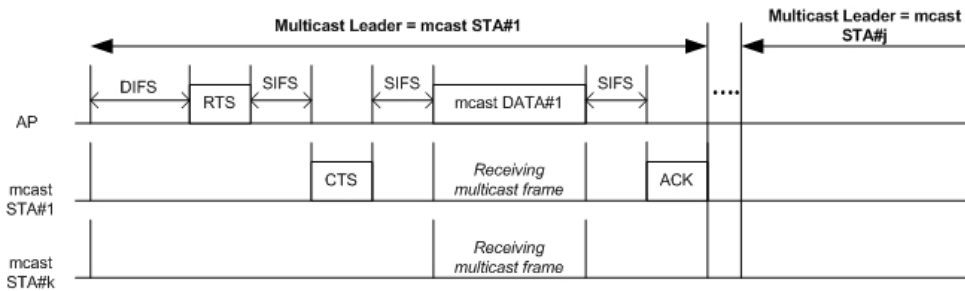 Multicast Leader = mcast STA#1
Multicast Leader = mcast
STA#j
DIFS
RTS
SIFS
SIFS
mcast DATA#1
SIFS
....
AP
CTS
Receiving
multicast frame
ACK
mcast
STA#1
Receiving
multicast frame
mcast
STA#k